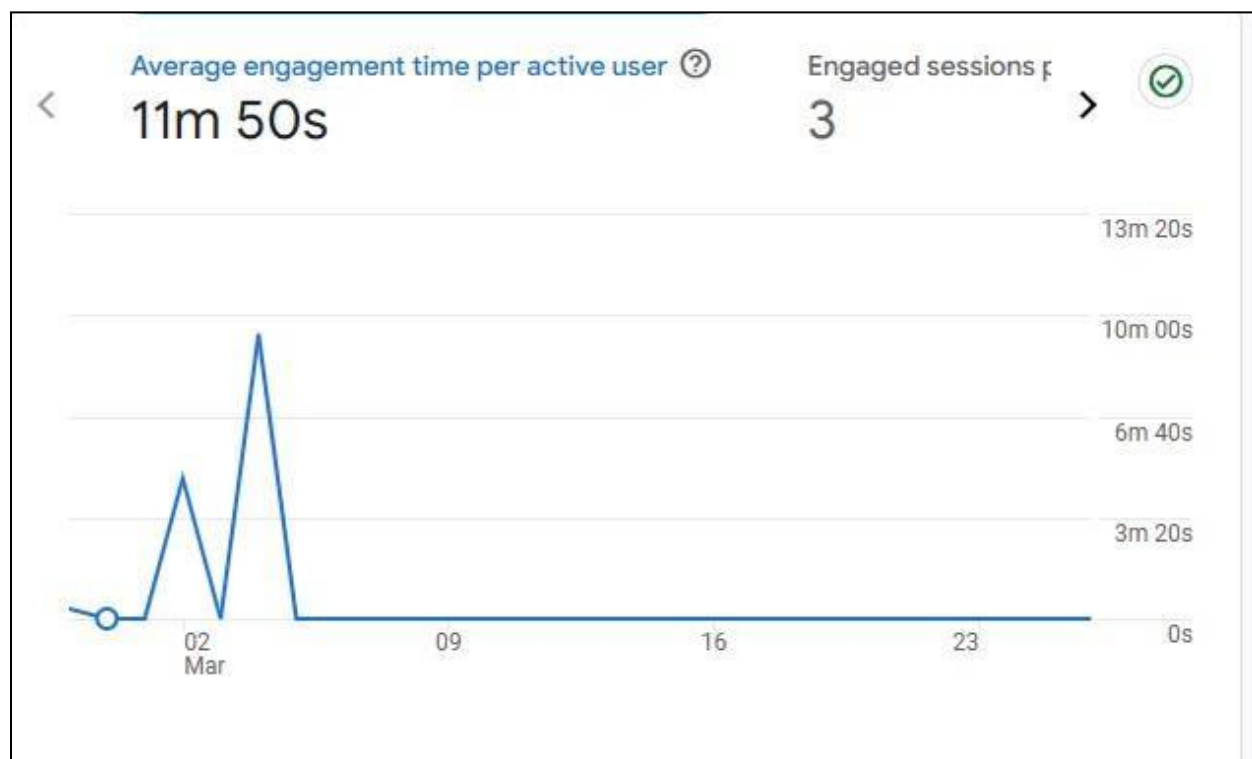 Average engagement time per active user
11m 50s
Engaged sessions
3
13m 20s
10m 00s
6m 40s
3m 20s
0s
02
Mar
09
16
23